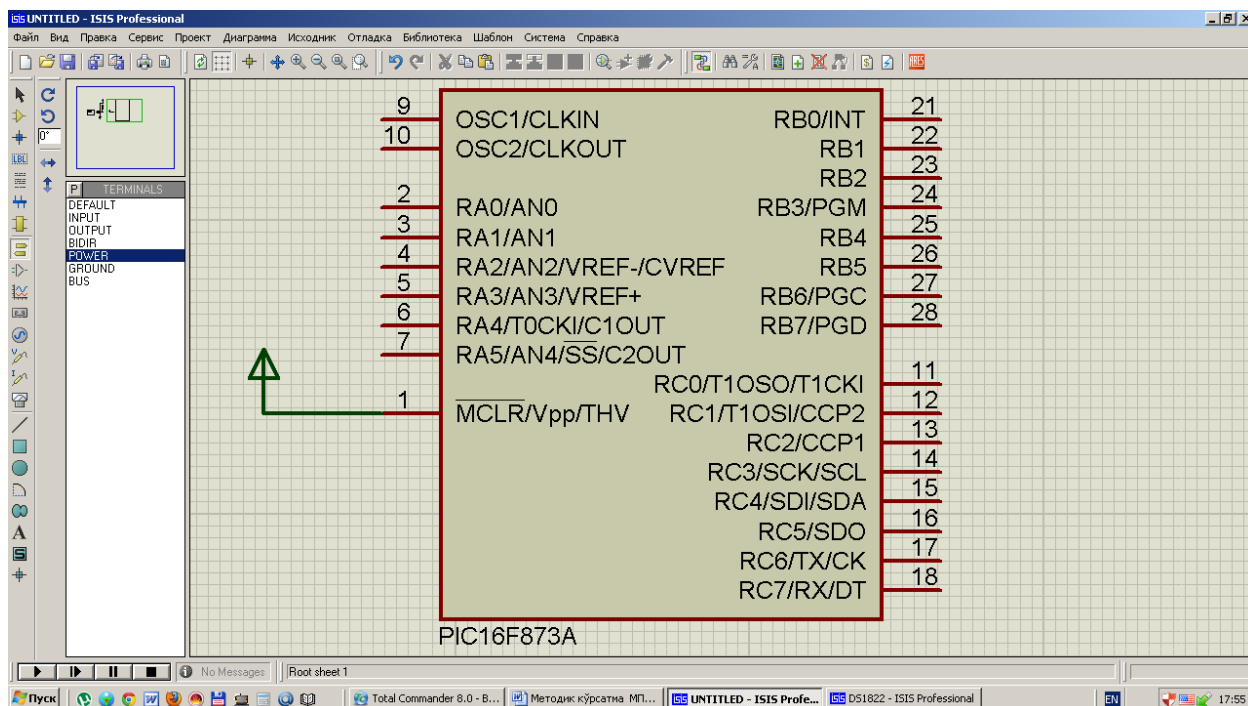 ISIS UNTITLED - ISIS Professional
Файл Вид Правка Сервис Проект Диаграмма Исходник Отладка Библиотека Шаблон Система Справка
0°
LBL
P TERMINALS
DEFAULT
INPUT
OUTPUT
BIDIR
POWER
GROUND
BUS
A
S
9 OSC1/CLKIN RB0/INT 21
10 OSC2/CLKOUT RB1 22
RB2 23
2 RA0/AN0 RB3/PGM 24
3 RA1/AN1 RB4 25
4 RA2/AN2/VREF-/CVREF RB5 26
5 RA3/AN3/VREF+ RB6/PGC 27
6 RA4/T0CKI/C1OUT RB7/PGD 28
7 RA5/AN4/SS/C2OUT
RC0/T1OSO/T1CKI 11
1 MCLR/Vpp/THV RC1/T1OSI/CCP2 12
RC2/CCP1 13
RC3/SCK/SCL 14
RC4/SDI/SDA 15
RC5/SDO 16
RC6/TX/CK 17
RC7/RX/DT 18
PIC16F873A
No Messages Root sheet 1
Пуск Total Commander 8.0 - В... Методик кўрсатма МП... ISIS UNTITLED - ISIS Profe... ISIS DS1822 - ISIS Professional EN 17:55